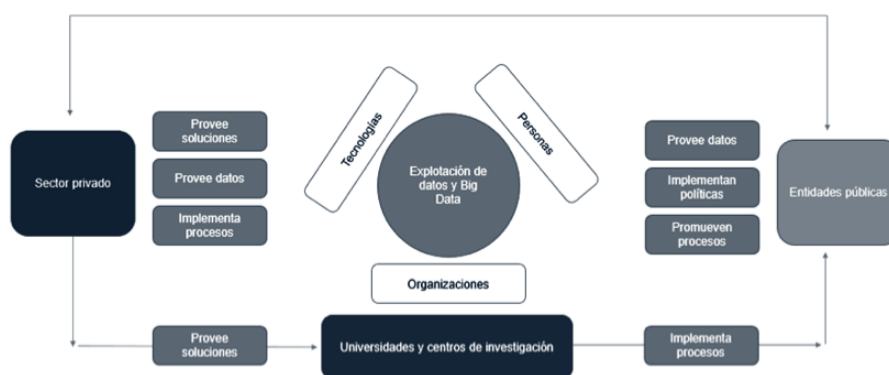 Sector privado
Provee
soluciones
Provee datos
Implementa
procesos
Tecnologías
Personas
Explotación de
datos y Big
Data
Organizaciones
Provee datos
Implementan
políticas
Promueven
procesos
Entidades públicas
Provee
soluciones
Universidades y centros de investigación
Implementa
procesos